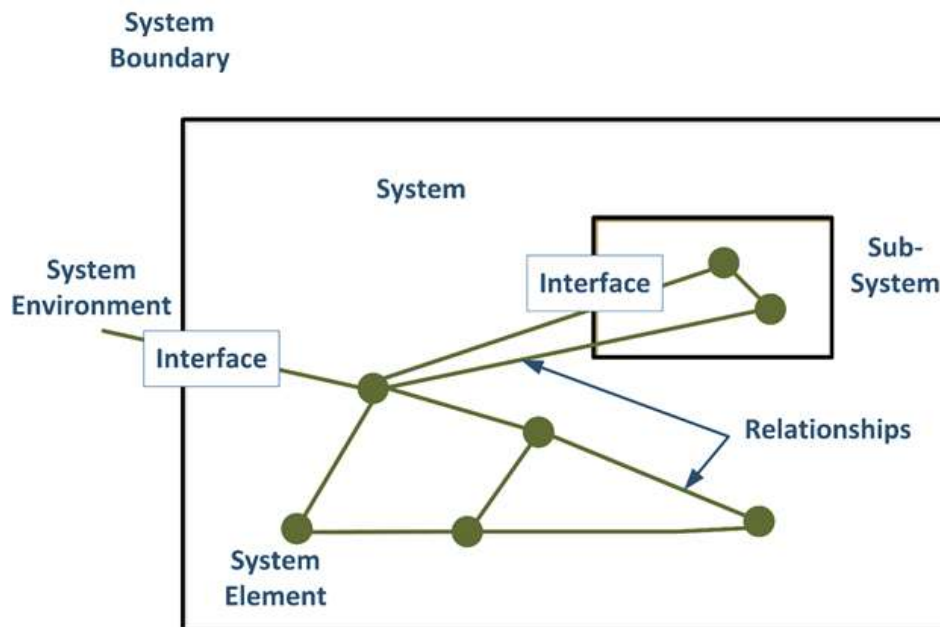 System
Boundary
System
Sub-
System
Interface
System
Environment
Interface
Relationships
System
Element